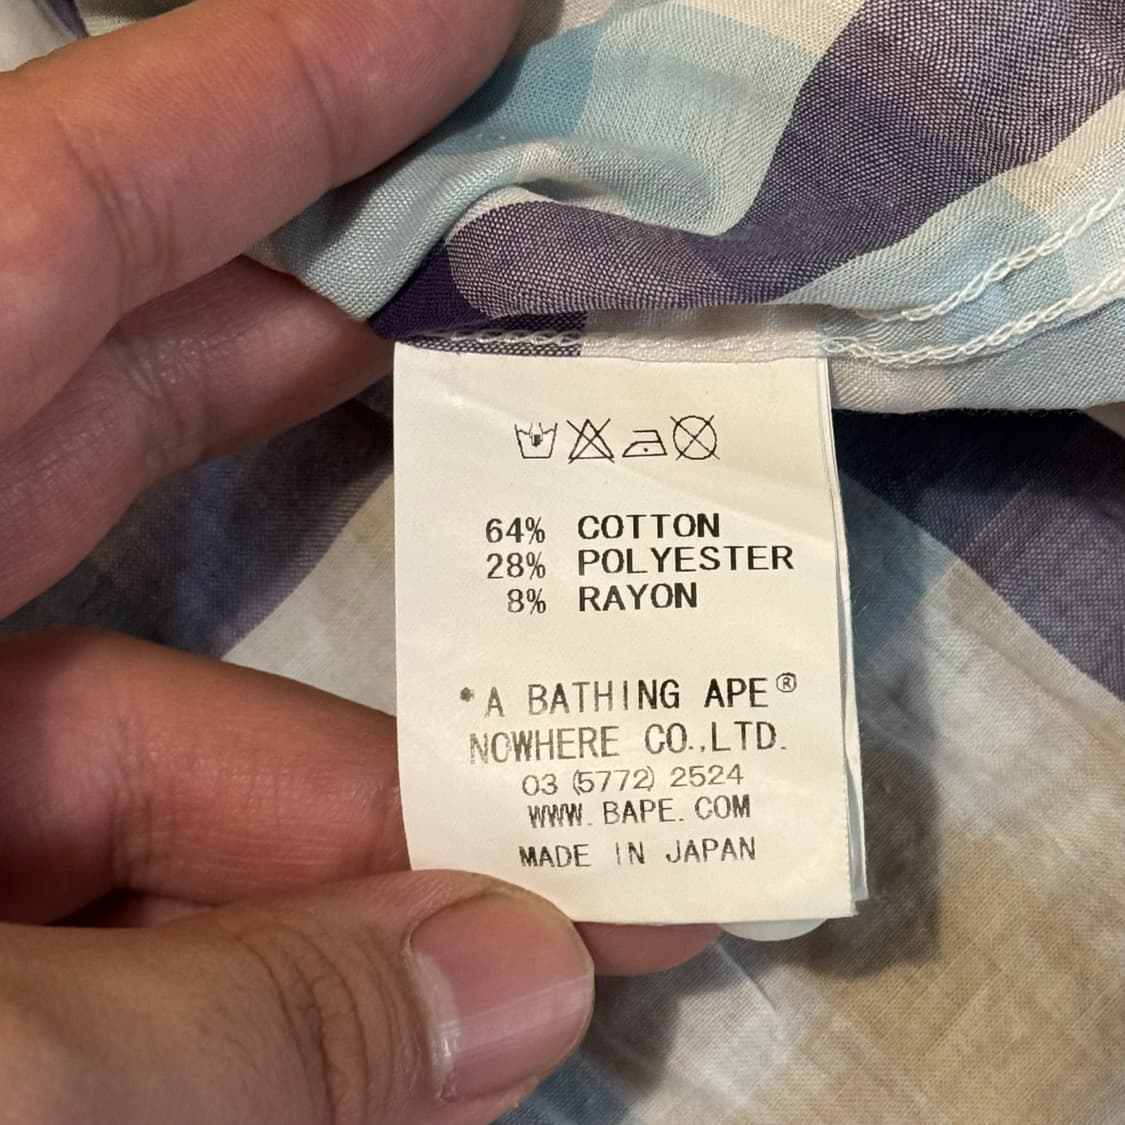 64% COTTON
28% POLYESTER
8% RAYON
*A BATHING APE®
NOWHERE CO.,LTD.
03 (5772) 2524
WWW.BAPE.COM
MADE IN JAPAN